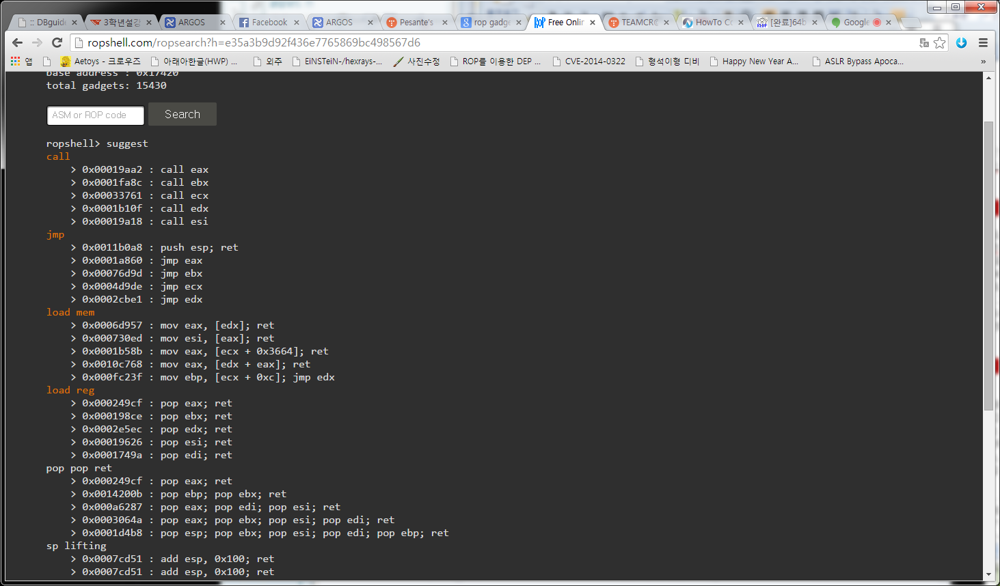 :: DBguide
3학년설강
ARGOS
Facebook
ARGOS
Pesante's
rop gadge
Free Onlin
TEAMCR@
HowTo Co
[완료]64b
Google
ropshell.com/ropsearch?h=e35a3b9d92f436e7765869bc498567d6
앱
Aetoys - 크로우즈
아래아한글(HWP) ...
외주
EiNSTeiN-/hexrays-...
사진수정
ROP를 이용한 DEP ...
CVE-2014-0322
형석이형 디비
Happy New Year A...
ASLR Bypass Apoca...
»
base address : 0x17420
total gadgets: 15430
ASM or ROP code
Search
ropshell> suggest
call
> 0x00019aa2 : call eax
> 0x0001fa8c : call ebx
> 0x00033761 : call ecx
> 0x0001b10f : call edx
> 0x00019a18 : call esi
jmp
> 0x0011b0a8 : push esp; ret
> 0x0001a860 : jmp eax
> 0x00076d9d : jmp ebx
> 0x0004d9de : jmp ecx
> 0x0002cbe1 : jmp edx
load mem
> 0x0006d957 : mov eax, [edx]; ret
> 0x000730ed : mov esi, [eax]; ret
> 0x0001b58b : mov eax, [ecx + 0x3664]; ret
> 0x0010c768 : mov eax, [edx + eax]; ret
> 0x000fc23f : mov ebp, [ecx + 0xc]; jmp edx
load reg
> 0x000249cf : pop eax; ret
> 0x000198ce : pop ebx; ret
> 0x0002e5ec : pop edx; ret
> 0x00019626 : pop esi; ret
> 0x0001749a : pop edi; ret
pop pop ret
> 0x000249cf : pop eax; ret
> 0x0014200b : pop ebp; pop ebx; ret
> 0x000a6287 : pop eax; pop edi; pop esi; ret
> 0x0003064a : pop eax; pop ebx; pop esi; pop edi; ret
> 0x0001d4b8 : pop esp; pop ebx; pop esi; pop edi; pop ebp; ret
sp lifting
> 0x0007cd51 : add esp, 0x100; ret
> 0x0007cd51 : add esp, 0x100; ret